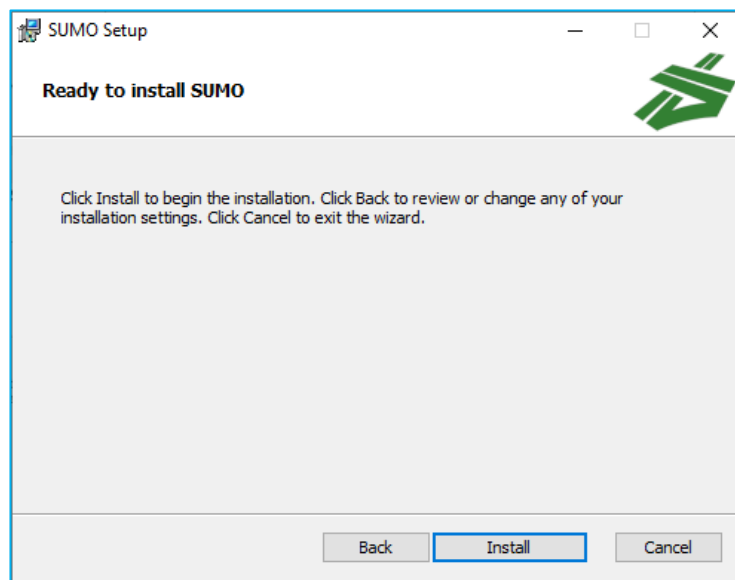 SUMO Setup
Ready to install SUMO
Click Install to begin the installation. Click Back to review or change any of your
installation settings. Click Cancel to exit the wizard.
Back Install Cancel